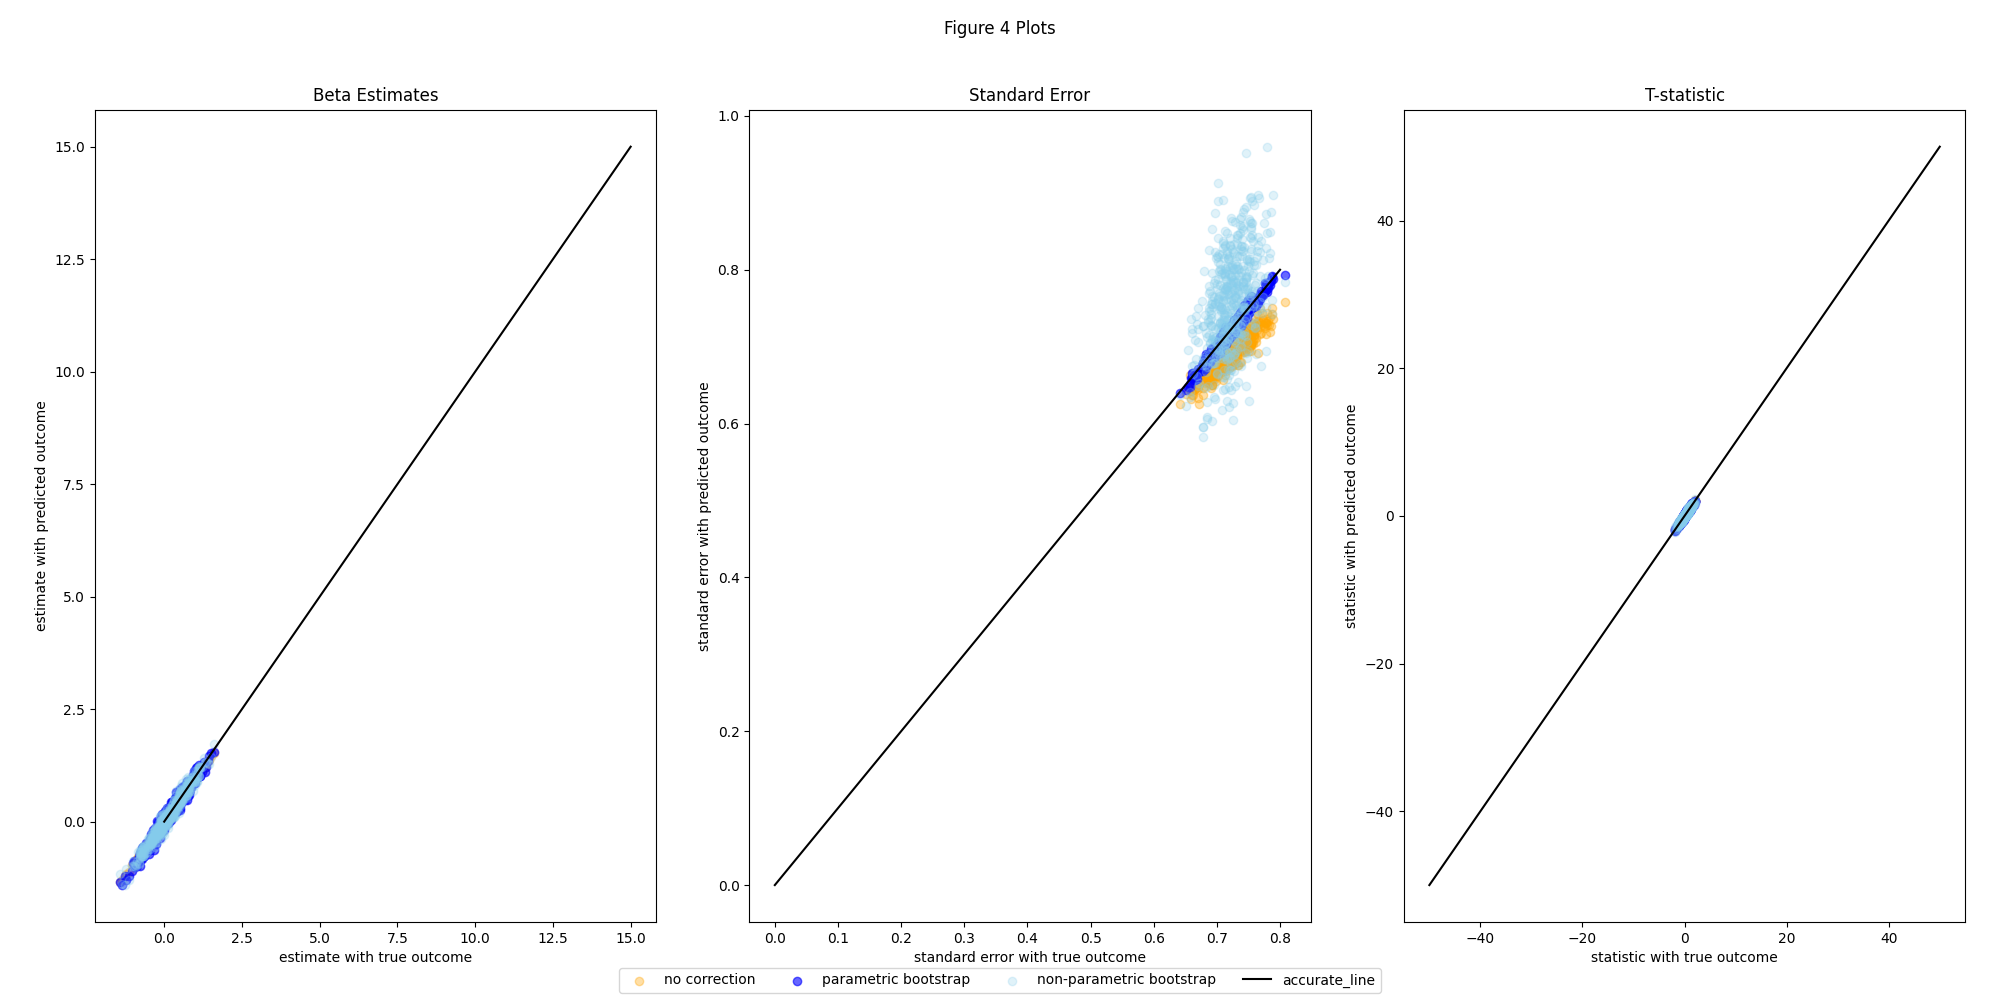 Figure 4 Plots
Beta Estimates
estimate with predicted outcome
15.0
12.5
10.0
7.5
5.0
2.5
0.0
0.0 2.5 5.0 7.5 10.0 12.5 15.0
estimate with true outcome
Standard Error
standard error with predicted outcome
1.0
0.8
0.6
0.4
0.2
0.0
0.0 0.1 0.2 0.3 0.4 0.5 0.6 0.7 0.8
standard error with true outcome
T-statistic
statistic with predicted outcome
40
20
0
−20
−40
−40 −20 0 20 40
statistic with true outcome
no correction parametric bootstrap non-parametric bootstrap accurate_line